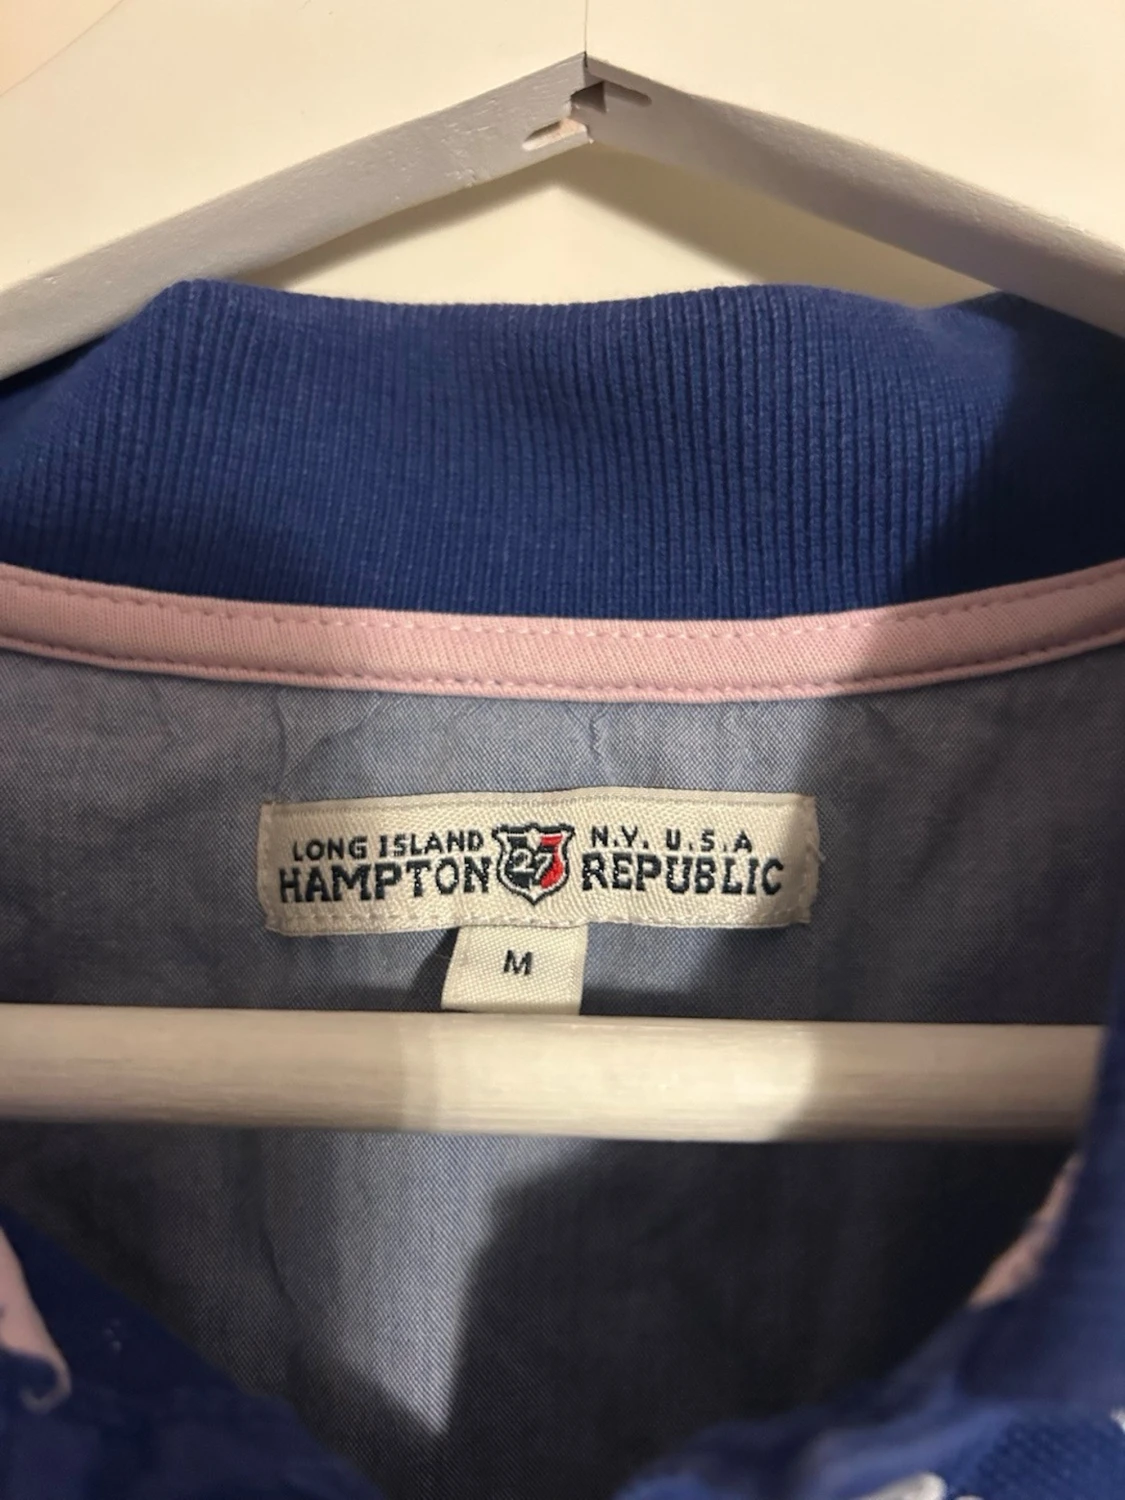 LONG ISLAND N.Y. U.S.A
HAMPTON 27 REPUBLIC
M